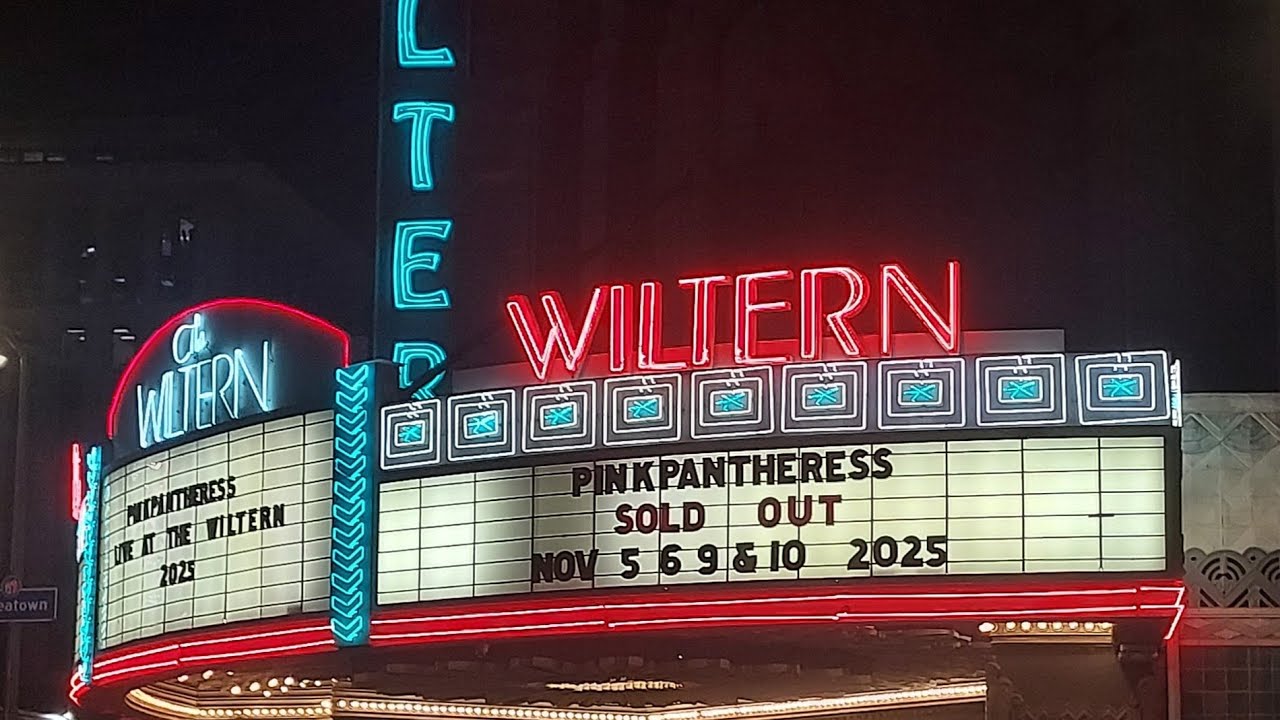 LTER
WILTERN
the
WILTERN
PINKPANTHERESS
LIVE AT THE WILTERN
2025
PINKPANTHERESS
SOLD OUT
NOV 5 6 9 & 10 2025
eatown